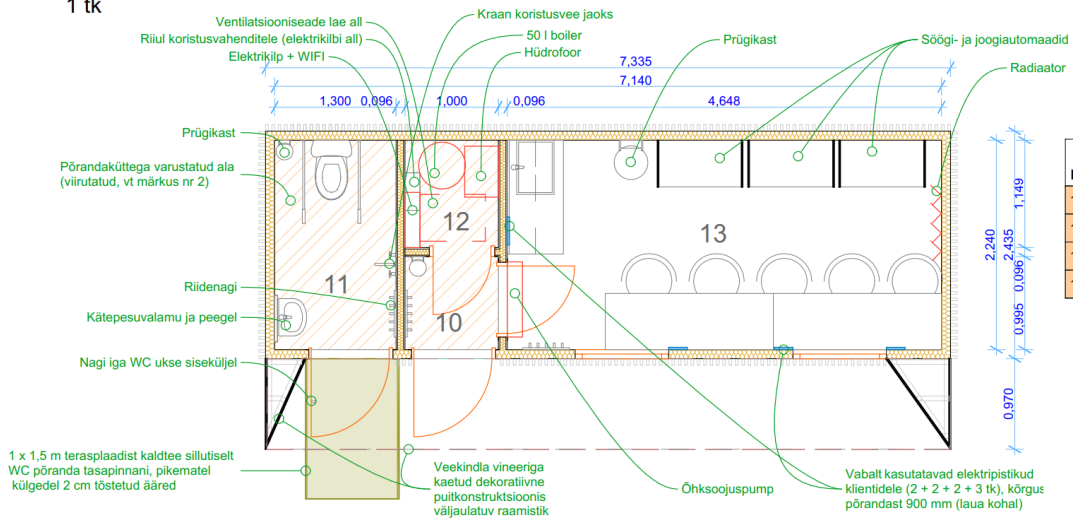 1 tk
Ventilatsiooniseade lae all
Riiul koristusvahenditele (elektrikilbi all)
Elektrikilp + WIFI
Kraan koristusvee jaoks
50 l boiler
Hüdrofoor
Prügikast
Söögi- ja joogiautomaadid
Radiaator
7,335
7,140
1,300
0,096
1,000
0,096
4,648
Prügikast
Põrandaküttega varustatud ala
(viirutatud, vt märkus nr 2)
Riidenagi
Kätepesuvalamu ja peegel
Nagi iga WC ukse siseküljel
11
12
10
13
2,240
2,435
1,149
0,096
0,995
0,970
1 x 1,5 m terasplaadist kaldtee sillutiselt
WC põranda tasapinnani, pikematel
külgedel 2 cm tõstetud ääred
Veekindla vineeriga
kaetud dekoratiivne
puitkonstruktsioonis
väljaulatuv raamistik
Õhksoojuspump
Vabalt kasutatavad elektripistikud
klientidele (2 + 2 + 2 + 3 tk), kõrgus
põrandast 900 mm (laua kohal)